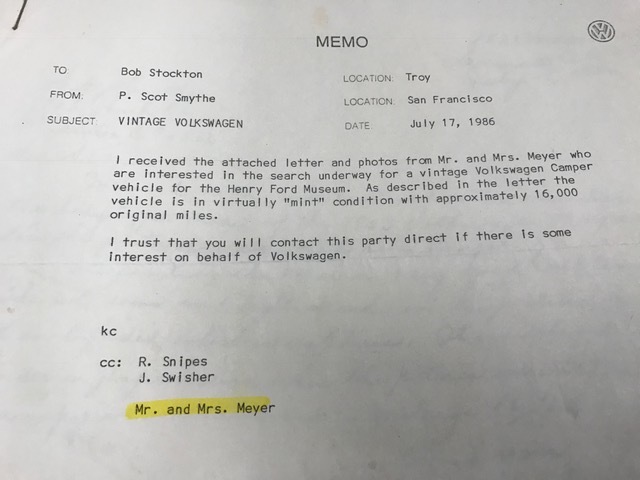 MEMO
TO Bob Stockton LOCATION: Troy
FROM: P. Scot Smythe LOCATION: San Francisco
SUBJECT: VINTAGE VOLKSWAGEN DATE: July 17, 1986
I received the attached letter and photos from Mr. and Mrs. Meyer who
are interested in the search underway for a vintage Volkswagen Camper
vehicle for the Henry Ford Museum. As described in the letter the
vehicle is in virtually "mint" condition with approximately 16,000
original miles.
I trust that you will contact this party direct if there is some
interest on behalf of Volkswagen.
kc
cc: R. Snipes
J. Swisher
Mr. and Mrs. Meyer